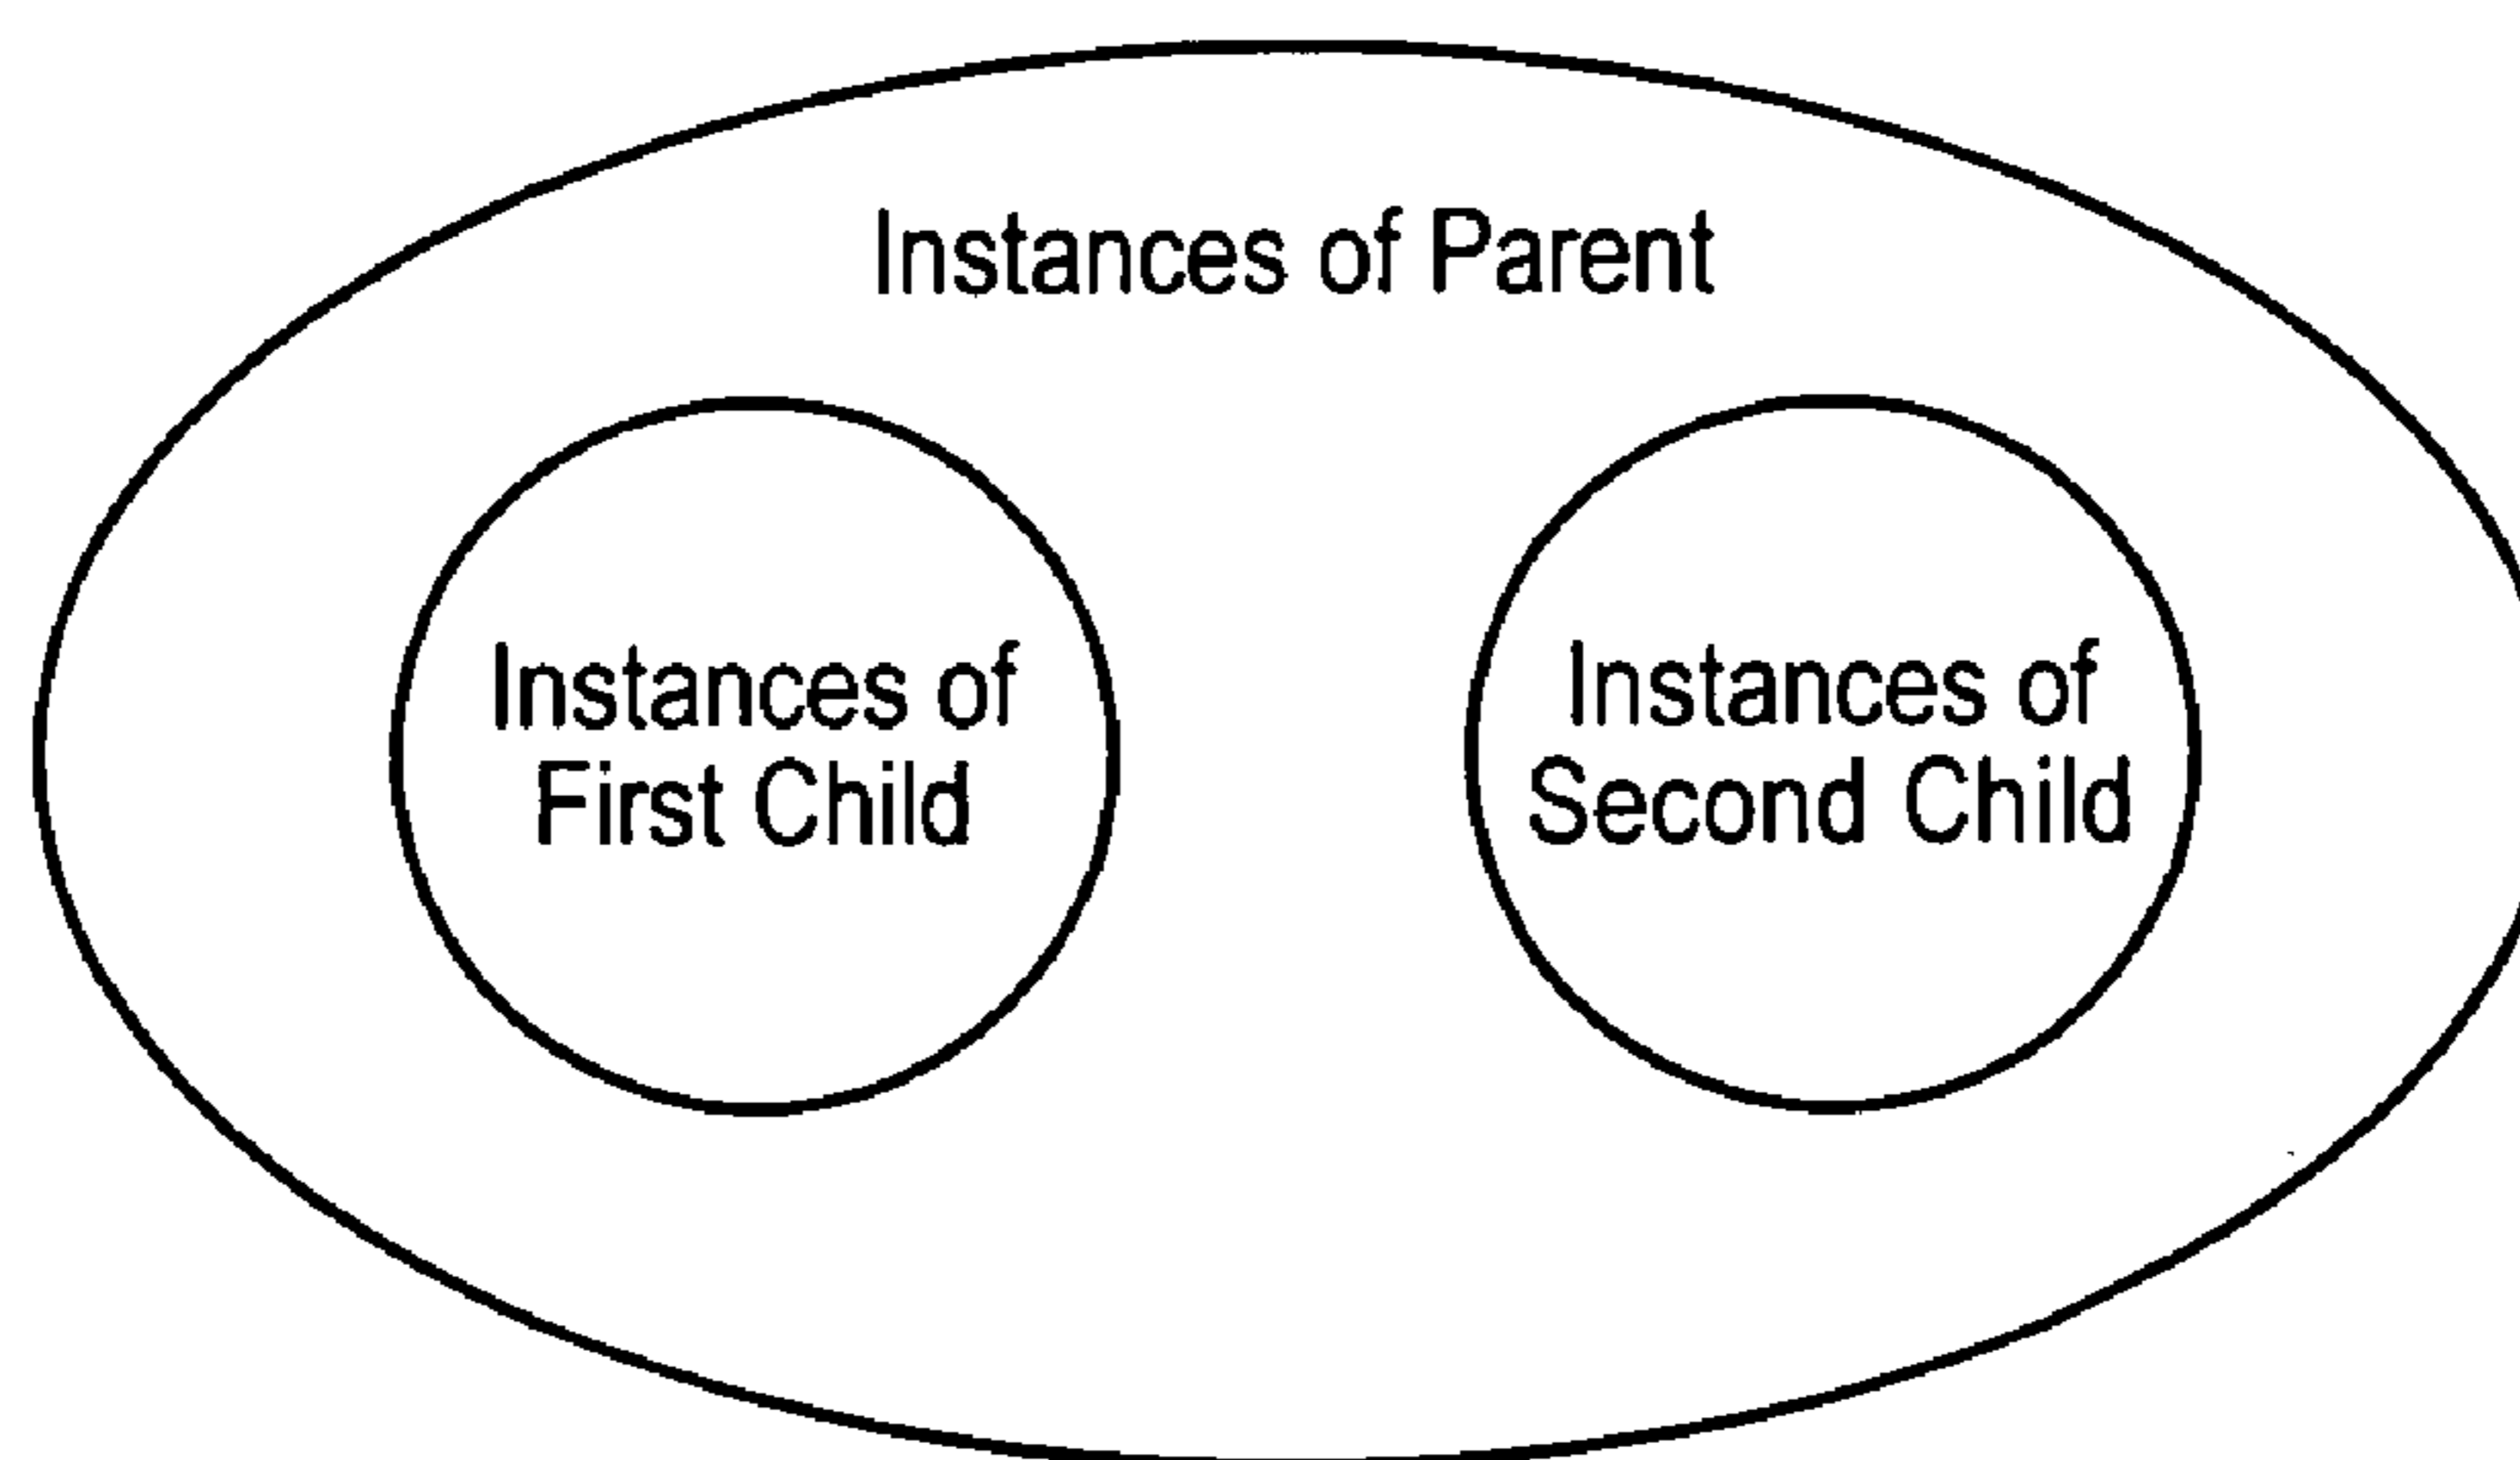 Instances of Parent
Instances of
First Child
Instances of
Second Child